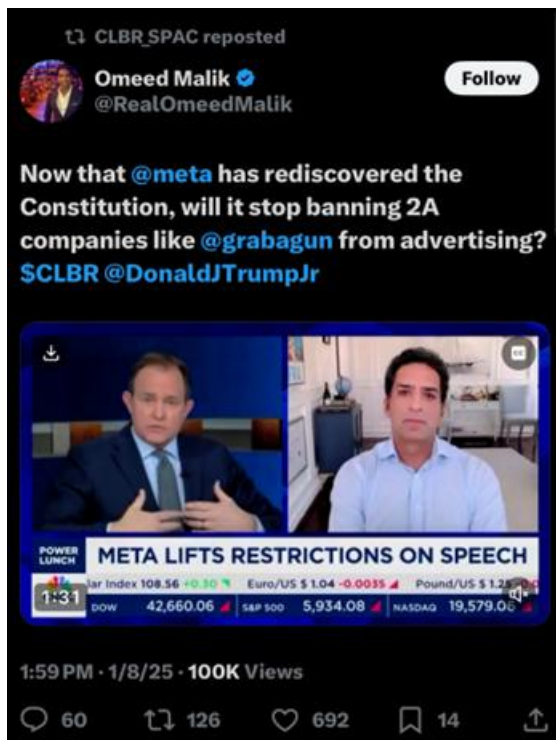 CLBR_SPAC reposted
Omeed Malik
@RealOmeedMalik
Follow
Now that @meta has rediscovered the
Constitution, will it stop banning 2A
companies like @grabagun from advertising?
$CLBR @DonaldJTrumpJr
CC
POWER
LUNCH
META LIFTS RESTRICTIONS ON SPEECH
lar Index 108.56 +0.30 Euro/US $ 1.04 -0.0035 Pound/US $ 1.25
1:31
DOW 42,660.06 S&P 500 5,934.08 NASDAQ 19,579.06
1:59 PM · 1/8/25 · 100K Views
60 126 692 14